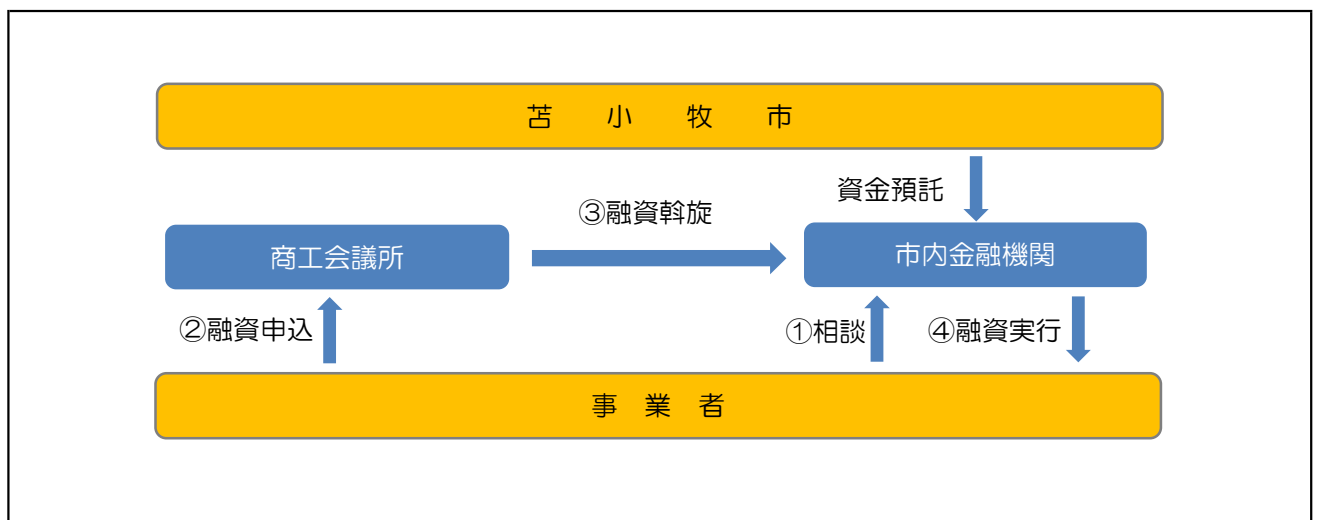 苫小牧市
資金預託
③融資斡旋
商工会議所
市内金融機関
②融資申込
①相談
④融資実行
事業者